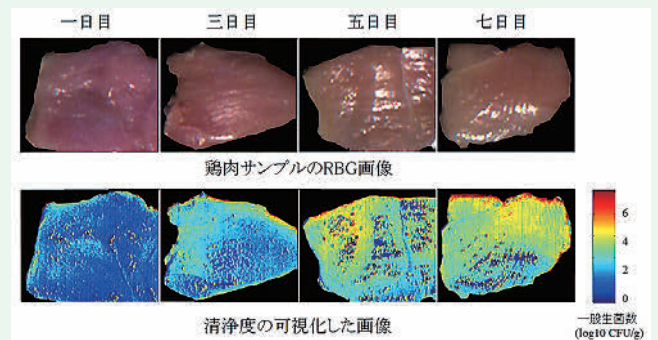 一日目 三日目 五日目 七日目
鶏肉サンプルのRBG画像
6
4
2
0
清浄度の可視化した画像
一般生菌数
(log10 CFU/g)